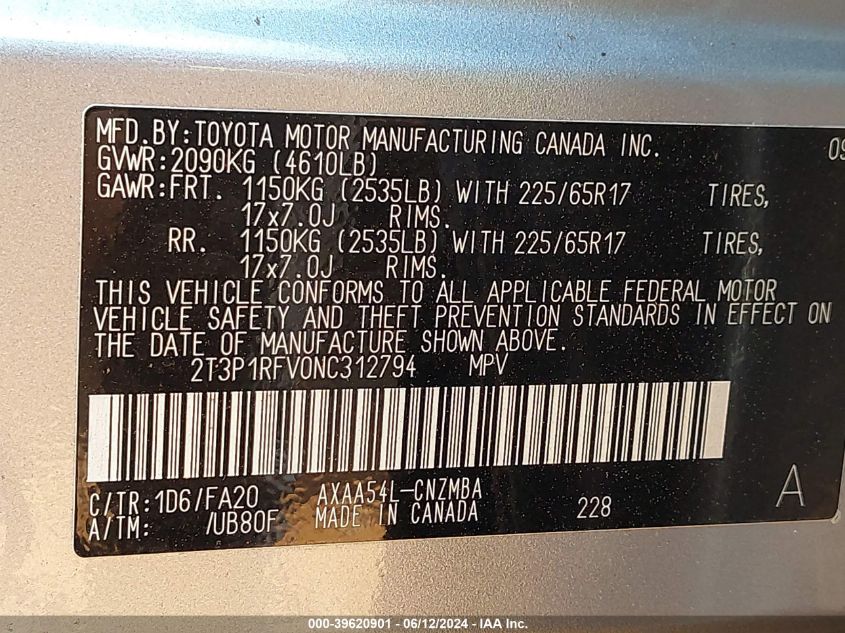 MFD.BY:TOYOTA MOTOR MANUFACTURING CANADA INC. 09
GVWR:2090KG (4610LB)
GAWR:FRT. 1150KG (2535LB) WITH 225/65R17 TIRES,
17x7.0J RIMS.
RR. 1150KG (2535LB) WITH 225/65R17 TIRES,
17x7.0J RIMS.
THIS VEHICLE CONFORMS TO ALL APPLICABLE FEDERAL MOTOR
VEHICLE SAFETY AND THEFT PREVENTION STANDARDS IN EFFECT ON
THE DATE OF MANUFACTURE SHOWN ABOVE.
2T3P1RFV0NC312794 MPV
C/TR:1D6/FA20 AXAA54L-CNZMBA A
A/TM: /UB80F MADE IN CANADA 228
000-39620901 - 06/12/2024 - IAA Inc.